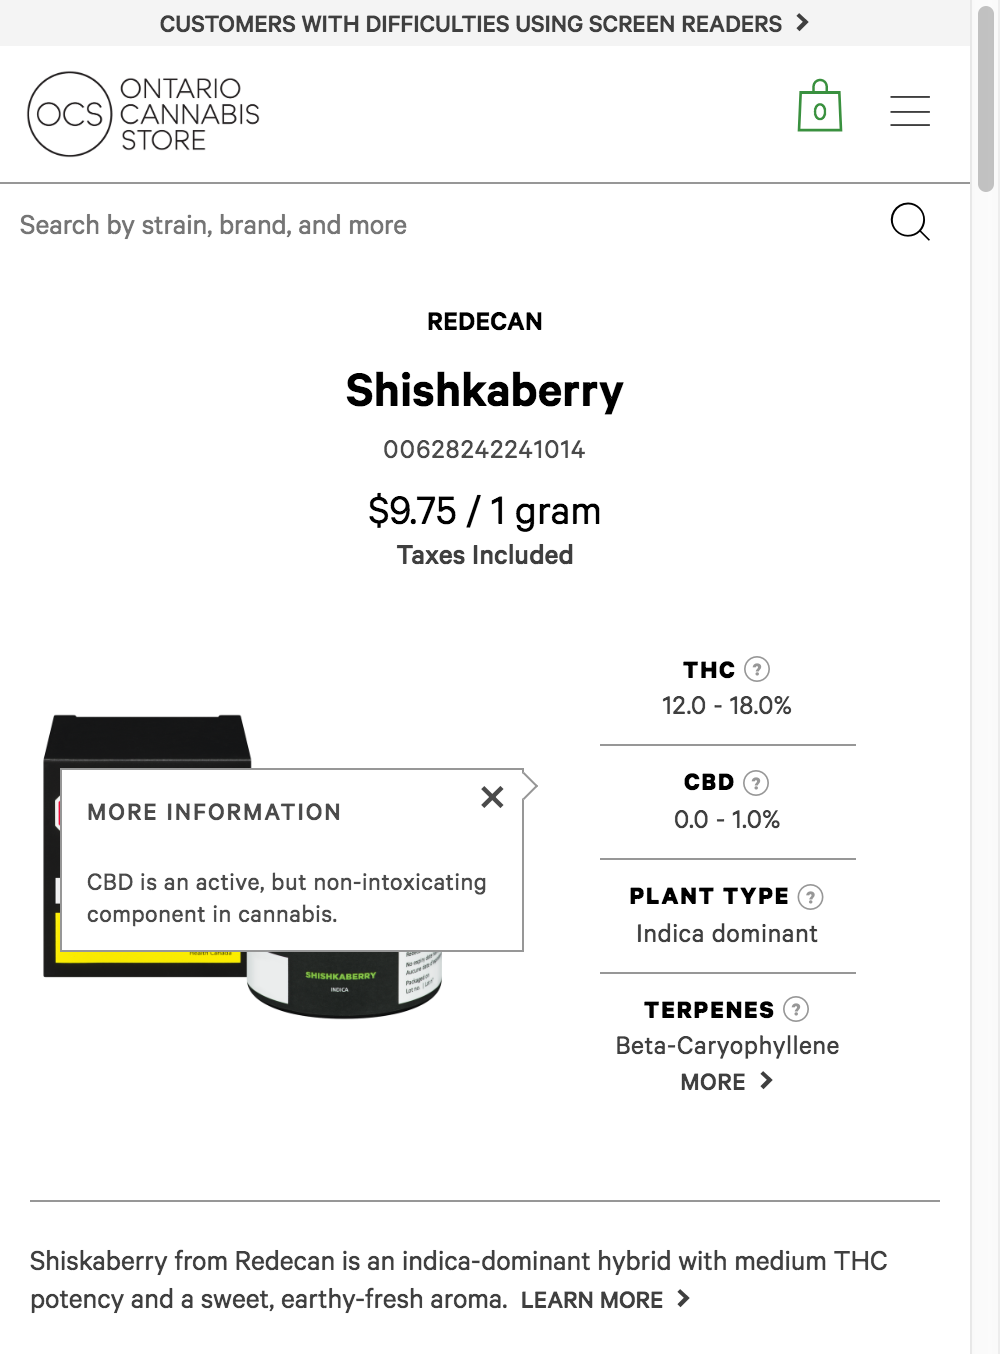 CUSTOMERS WITH DIFFICULTIES USING SCREEN READERS
OCS
ONTARIO
CANNABIS
STORE
0
Search by strain, brand, and more
REDECAN
Shishkaberry
00628242241014
$9.75 / 1 gram
Taxes Included
THC ?
12.0 - 18.0%
CBD ?
0.0 - 1.0%
PLANT TYPE ?
Indica dominant
TERPENES ?
Beta-Caryophyllene
MORE
MORE INFORMATION
CBD is an active, but non-intoxicating
component in cannabis.
Health Canada
SHISHKABERRY
INDICA
Shiskaberry from Redecan is an indica-dominant hybrid with medium THC
potency and a sweet, earthy-fresh aroma. LEARN MORE